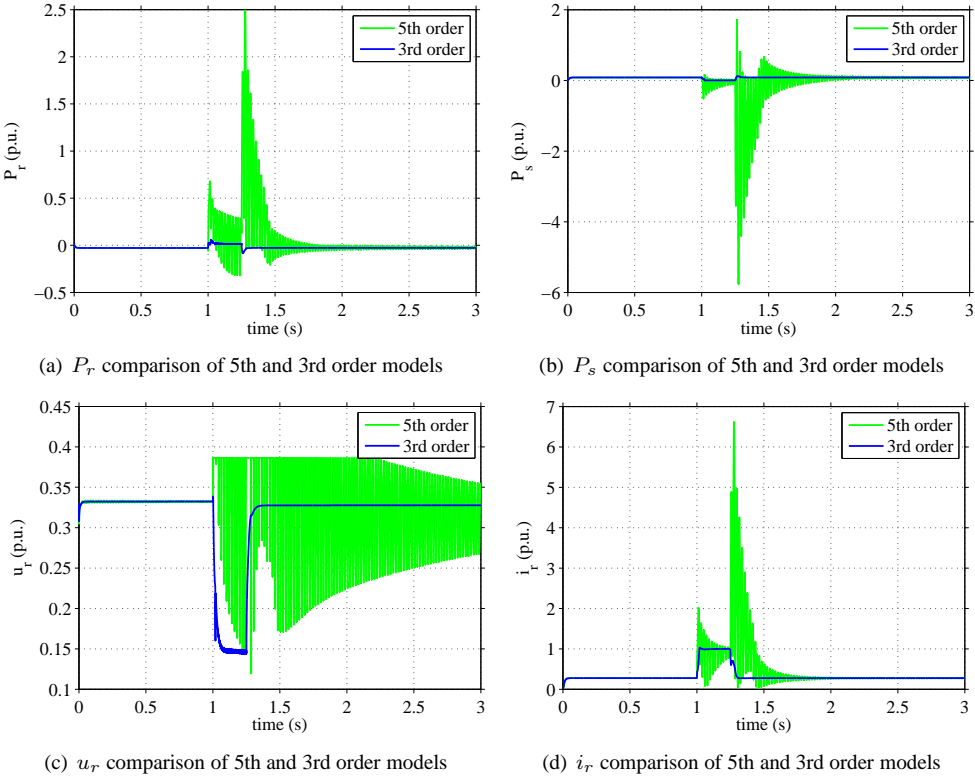 2.5
2
1.5
1
0.5
0
−0.5
P_r (p.u.)
0 0.5 1 1.5 2 2.5 3
time (s)
5th order
3rd order
(a) P_r comparison of 5th and 3rd order models
2
0
−2
−4
−6
P_s (p.u.)
0 0.5 1 1.5 2 2.5 3
time (s)
5th order
3rd order
(b) P_s comparison of 5th and 3rd order models
0.45
0.4
0.35
0.3
0.25
0.2
0.15
0.1
u_r (p.u.)
0 0.5 1 1.5 2 2.5 3
time (s)
5th order
3rd order
(c) u_r comparison of 5th and 3rd order models
7
6
5
4
3
2
1
0
i_r (p.u.)
0 0.5 1 1.5 2 2.5 3
time (s)
5th order
3rd order
(d) i_r comparison of 5th and 3rd order models